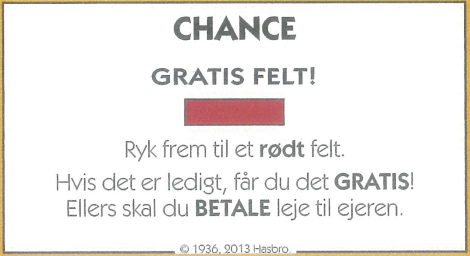 CHANCE
GRATIS FELT!
Ryk frem til et rødt felt.
Hvis det er ledigt, får du det GRATIS!
Ellers skal du BETALE leje til ejeren.
© 1936, 2013 Hasbro.